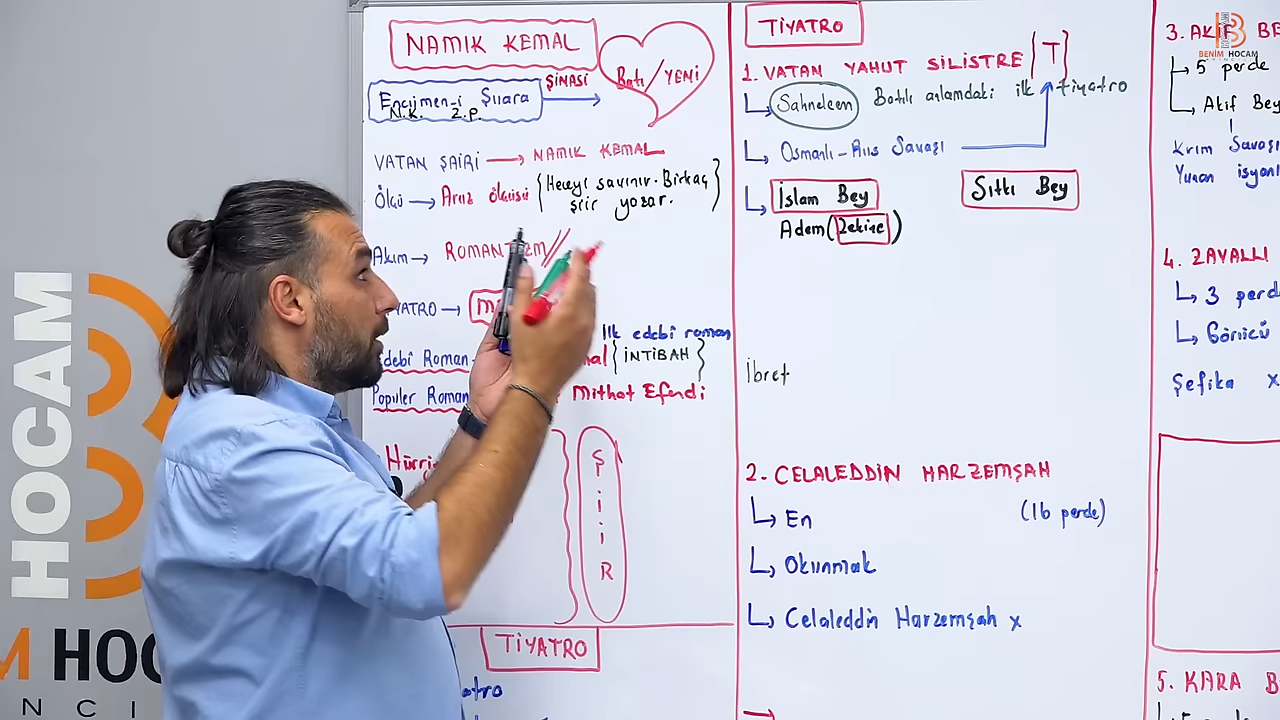 NAMIK KEMAL
Encümen-i Şuara
N.K. Z.P.
ŞİNASİ
Batı/YENİ
VATAN ŞAİRİ → NAMIK KEMAL
Ölçü → Aruz ölçüsü {Heceyi savunur. Birkaç
şiir yazar.}
Akım →
TİYATRO
İlk edebi roman
Edebi Roman
{İNTİBAH}
Popüler Roman
Mithat Efendi
ŞİİR
TİYATRO
TİYATRO
1. VATAN YAHUT SİLİSTRE [T]
Sahnelenen Batılı anlamdaki ilk tiyatro
Osmanlı-Rus Savaşı
İslam Bey
Sıtkı Bey
Adem (Zekiye)
İbret
2. CELALEDDİN HARZEMŞAH
En (16 perde)
Okunmak
Celaleddin Harzemşah x
3. AKİF BE
5 perde
Akif Bey
Kırım Savaşı
Yunan isyanı
4. ZAVALLI
3 perde
Görücü
Şefika x
5. KARA B
BENİM HOCAM
HOCAM
M HOC